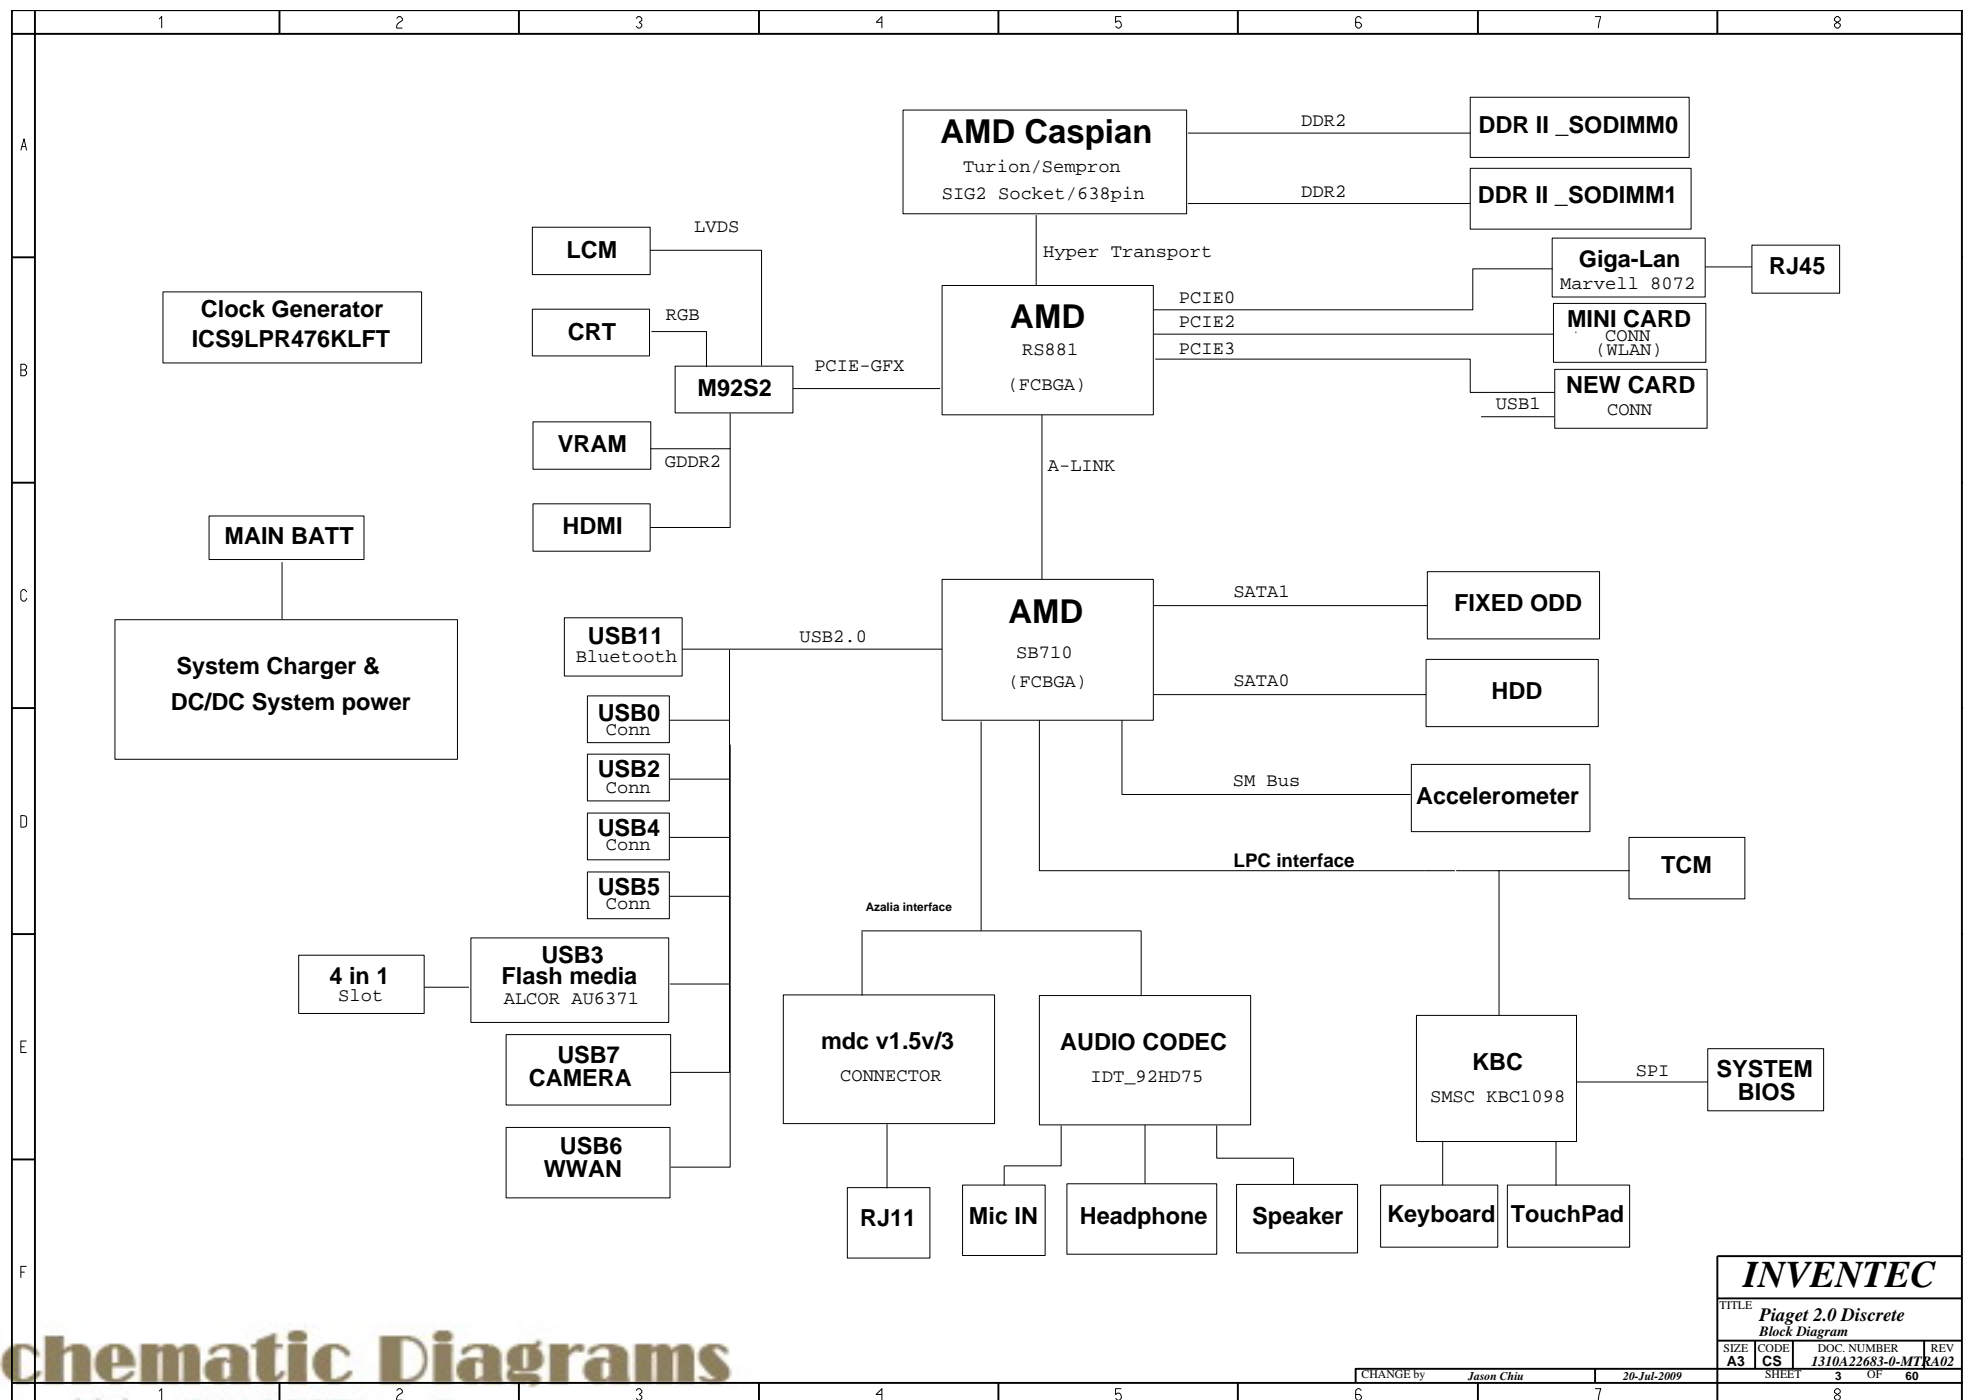 1 2 3 4 5 6 7 8
A
B
C
D
E
F
AMD Caspian
Turion/Sempron
SIG2 Socket/638pin
DDR2
DDR II _SODIMM0
DDR2
DDR II _SODIMM1
Hyper Transport
LCM
LVDS
CRT
RGB
M92S2
PCIE-GFX
VRAM
GDDR2
HDMI
Clock Generator
ICS9LPR476KLFT
AMD
RS881
(FCBGA)
PCIE0
PCIE2
PCIE3
Giga-Lan
Marvell 8072
RJ45
MINI CARD
CONN
(WLAN)
NEW CARD
CONN
USB1
A-LINK
MAIN BATT
System Charger &
DC/DC System power
AMD
SB710
(FCBGA)
SATA1
FIXED ODD
SATA0
HDD
SM Bus
Accelerometer
LPC interface
TCM
USB2.0
USB11
Bluetooth
USB0
Conn
USB2
Conn
USB4
Conn
USB5
Conn
4 in 1
Slot
USB3
Flash media
ALCOR AU6371
USB7
CAMERA
USB6
WWAN
Azalia interface
mdc v1.5v/3
CONNECTOR
AUDIO CODEC
IDT_92HD75
KBC
SMSC KBC1098
SPI
SYSTEM
BIOS
RJ11
Mic IN
Headphone
Speaker
Keyboard
TouchPad
INVENTEC
TITLE
Piaget 2.0 Discrete
Block Diagram
SIZE CODE DOC. NUMBER REV
A3 CS 1310A22683-0-MTRA02
CHANGE by Jason Chiu 20-Jul-2009 SHEET 3 OF 60
chematic Diagrams
1 2 3 4 5 6 7 8